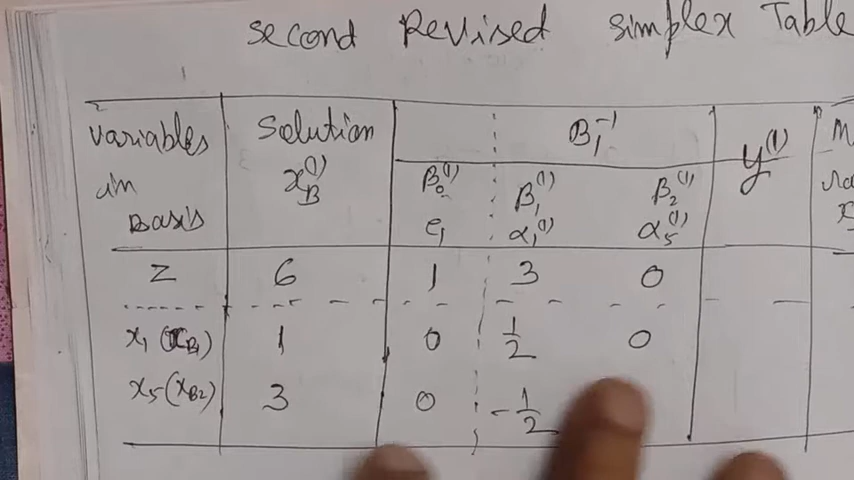 Second Revised Simplex Table
Variables in Basis | Solution x_B^(1) | B_1^-1 | y^(1)
β_0^(1) e_1 | β_1^(1) α_1^(1) | β_2^(1) α_5^(1)
Z | 6 | 1 | 3 | 0
x_1 (x_B1) | 1 | 0 | 1/2 | 0
x_5 (x_B2) | 3 | 0 | -1/2